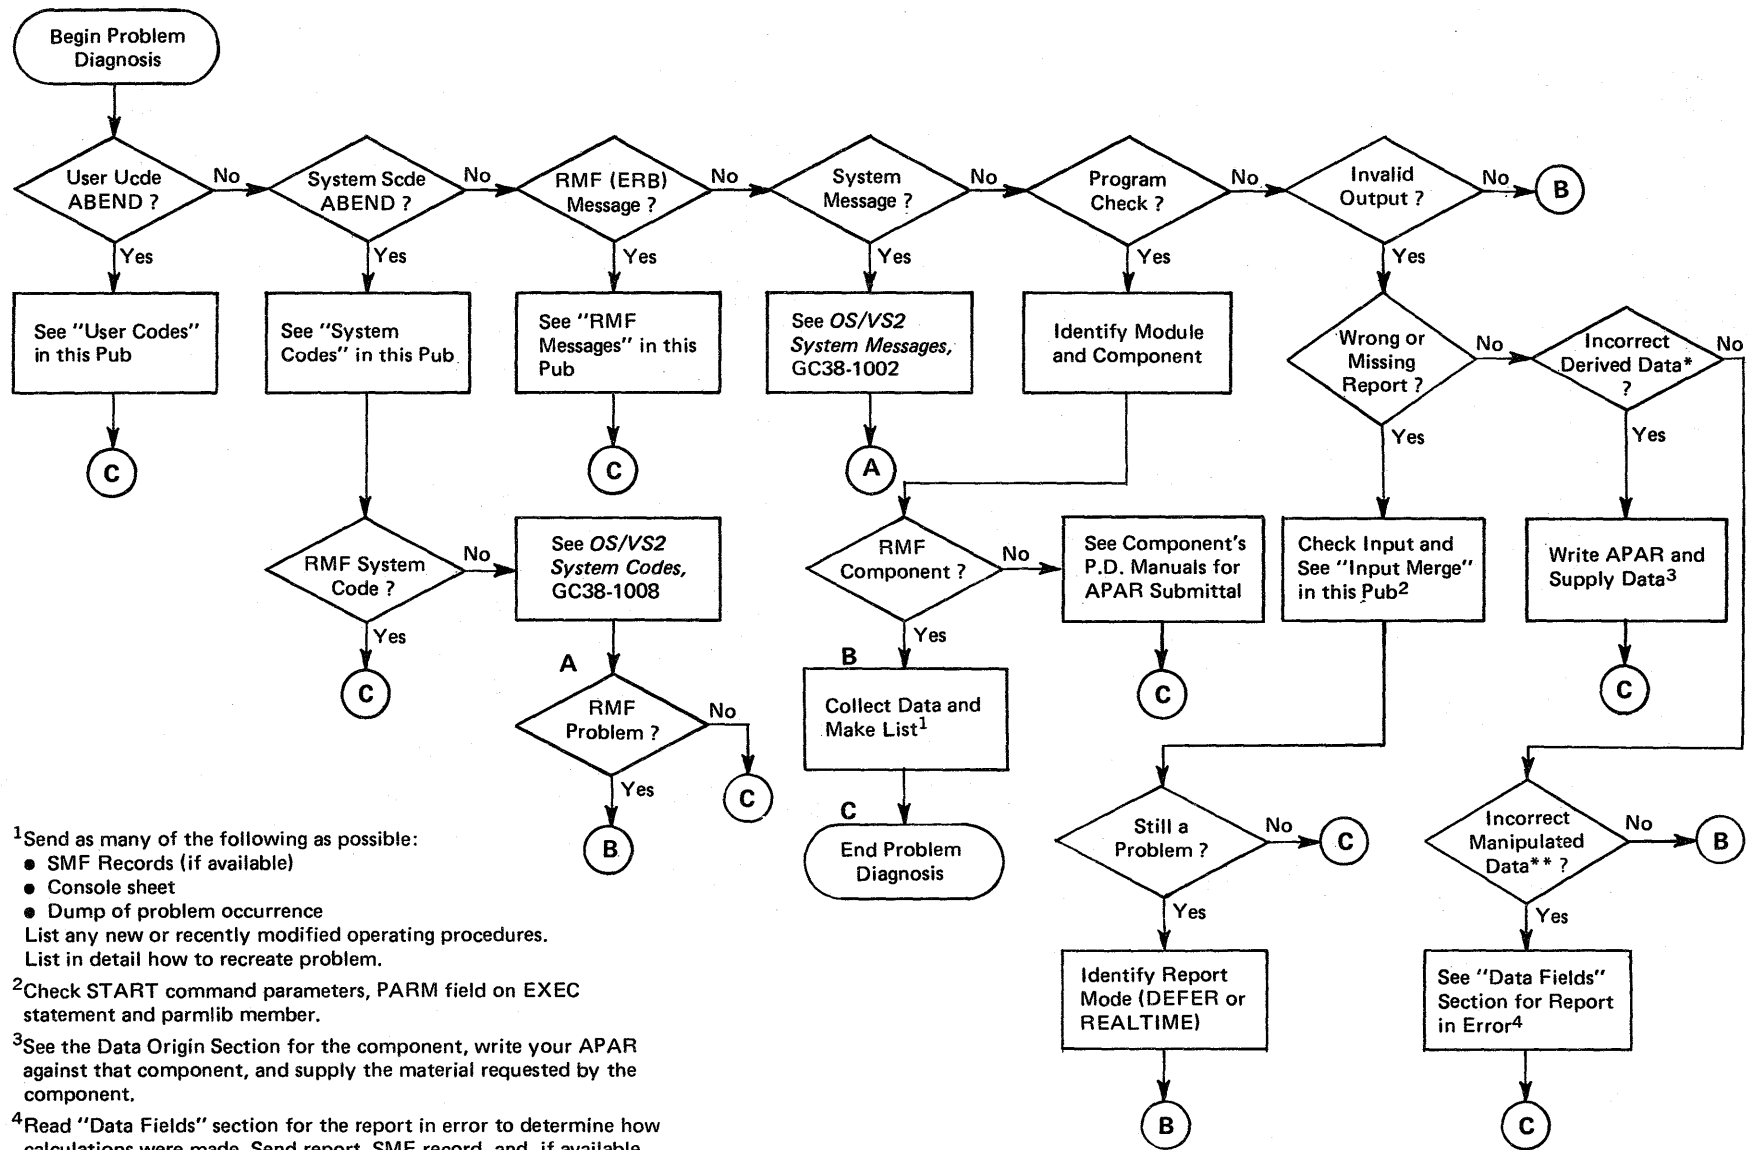 Begin Problem
Diagnosis
User Ucde
ABEND ?
No
Yes
System Scde
ABEND ?
No
Yes
RMF (ERB)
Message ?
No
Yes
System
Message ?
No
Yes
Program
Check ?
No
Yes
Invalid
Output ?
No
Yes
B
See "User Codes"
in this Pub
C
See "System
Codes" in this Pub
See "RMF
Messages" in this
Pub
C
See OS/VS2
System Messages,
GC38-1002
A
Identify Module
and Component
Wrong or
Missing
Report ?
No
Yes
Incorrect
Derived Data*
?
No
Yes
RMF System
Code ?
No
Yes
C
See OS/VS2
System Codes,
GC38-1008
A
RMF
Problem ?
No
Yes
C
B
RMF
Component ?
No
Yes
See Component's
P.D. Manuals for
APAR Submittal
C
B
Collect Data and
Make List1
C
End Problem
Diagnosis
Check Input and
See "Input Merge"
in this Pub2
Write APAR and
Supply Data3
C
Still a
Problem ?
No
C
Yes
Identify Report
Mode (DEFER or
REALTIME)
B
Incorrect
Manipulated
Data** ?
No
B
Yes
See "Data Fields"
Section for Report
in Error4
C
1Send as many of the following as possible:
● SMF Records (if available)
● Console sheet
● Dump of problem occurrence
List any new or recently modified operating procedures.
List in detail how to recreate problem.
2Check START command parameters, PARM field on EXEC
statement and parmlib member.
3See the Data Origin Section for the component, write your APAR
against that component, and supply the material requested by the
component.
4Read "Data Fields" section for the report in error to determine how
calculations were made. Send report, SMF record, and, if available